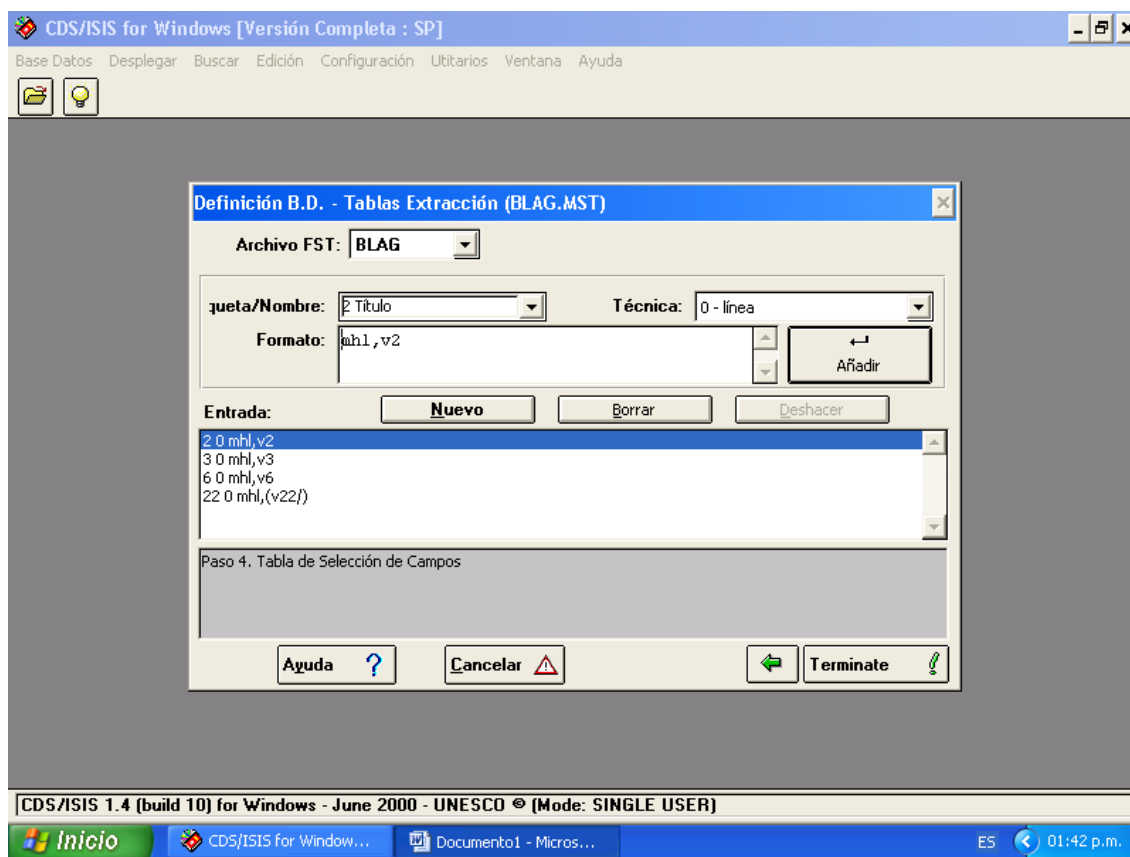 CDS/ISIS for Windows [Versión Completa : SP]
Base Datos Desplegar Buscar Edición Configuración Utitarios Ventana Ayuda
Definición B.D. - Tablas Extracción (BLAG.MST)
Archivo FST: BLAG
queta/Nombre: 2 Título Técnica: 0 - línea
Formato: mhl,v2
Añadir
Entrada: Nuevo Borrar Deshacer
2 0 mhl,v2
3 0 mhl,v3
6 0 mhl,v6
22 0 mhl,(v22/)
Paso 4. Tabla de Selección de Campos
Ayuda ? Cancelar Terminate
CDS/ISIS 1.4 (build 10) for Windows - June 2000 - UNESCO © (Mode: SINGLE USER)
Inicio CDS/ISIS for Window... Documento1 - Micros... ES 01:42 p.m.